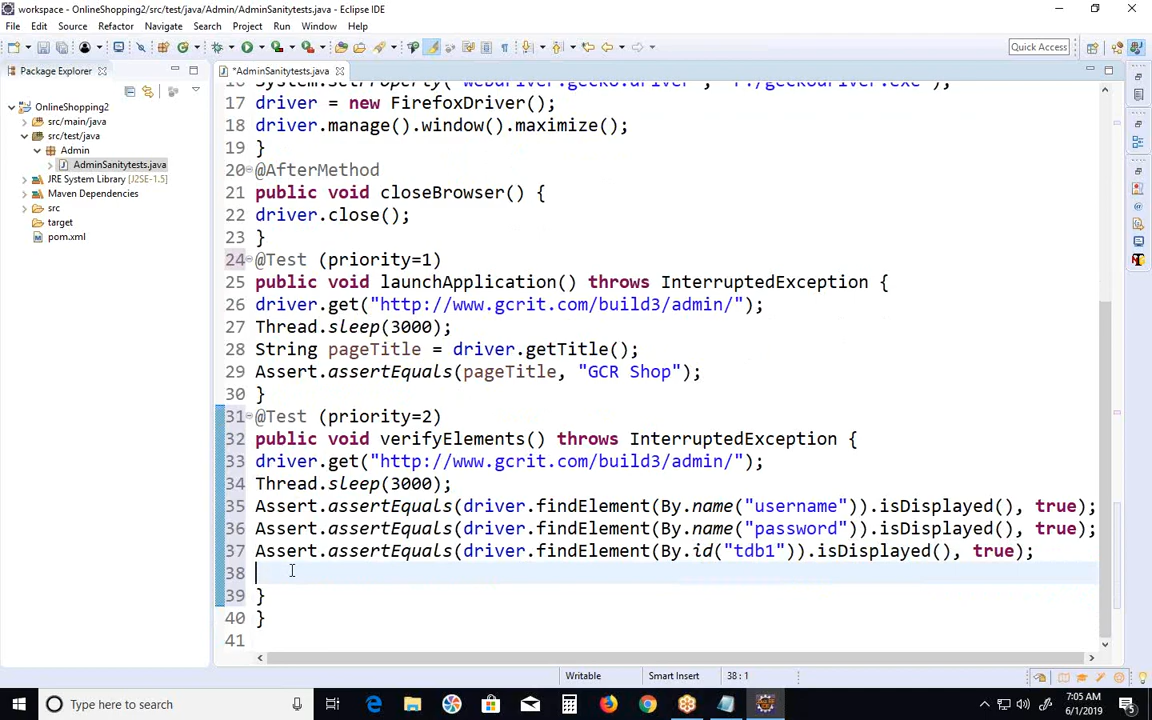 workspace - OnlineShopping2/src/test/java/Admin/AdminSanitytests.java - Eclipse IDE
File Edit Source Refactor Navigate Search Project Run Window Help
Quick Access
Package Explorer
*AdminSanitytests.java
OnlineShopping2
src/main/java
src/test/java
Admin
AdminSanitytests.java
JRE System Library [J2SE-1.5]
Maven Dependencies
src
target
pom.xml
17 driver = new FirefoxDriver();
18 driver.manage().window().maximize();
19 }
20 @AfterMethod
21 public void closeBrowser() {
22 driver.close();
23 }
24 @Test (priority=1)
25 public void launchApplication() throws InterruptedException {
26 driver.get("http://www.gcrit.com/build3/admin/");
27 Thread.sleep(3000);
28 String pageTitle = driver.getTitle();
29 Assert.assertEquals(pageTitle, "GCR Shop");
30 }
31 @Test (priority=2)
32 public void verifyElements() throws InterruptedException {
33 driver.get("http://www.gcrit.com/build3/admin/");
34 Thread.sleep(3000);
35 Assert.assertEquals(driver.findElement(By.name("username")).isDisplayed(), true);
36 Assert.assertEquals(driver.findElement(By.name("password")).isDisplayed(), true);
37 Assert.assertEquals(driver.findElement(By.id("tdb1")).isDisplayed(), true);
38
39 }
40 }
41
Writable Smart Insert 38 : 1
Type here to search
7:05 AM
6/1/2019
5